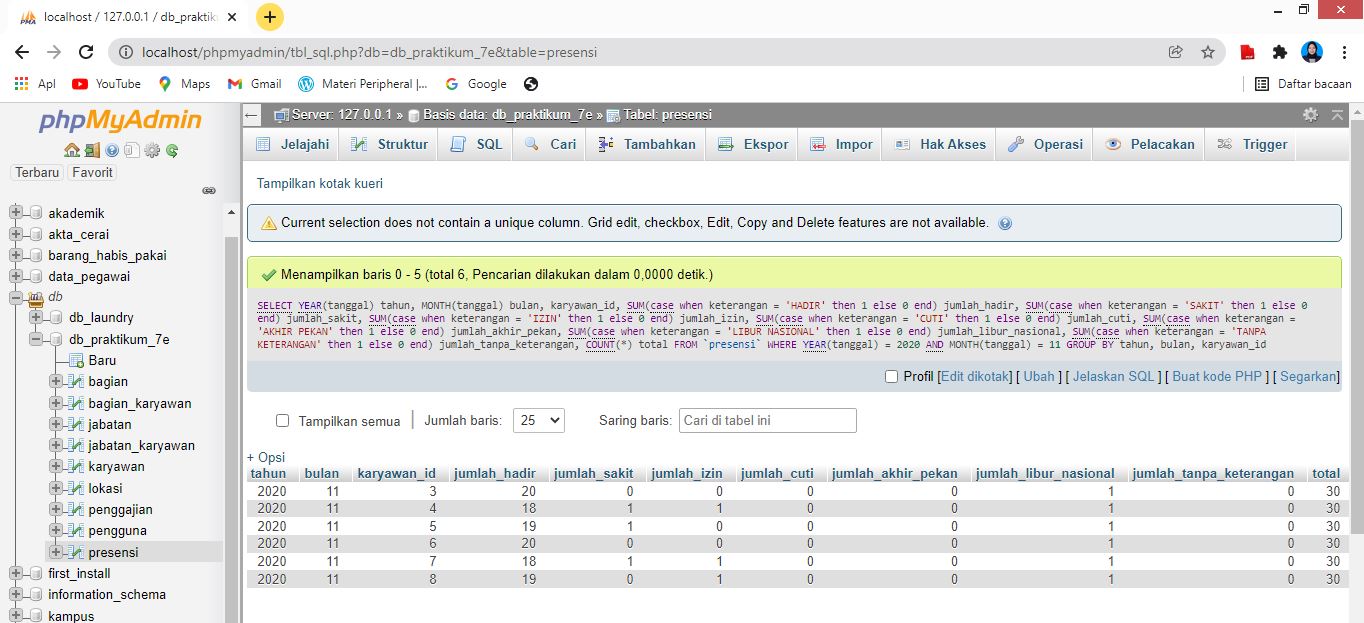 localhost / 127.0.0.1 / db_praktik
localhost/phpmyadmin/tbl_sql.php?db=db_praktikum_7e&table=presensi
Apl YouTube Maps Gmail Materi Peripheral |... Google Daftar bacaan
phpMyAdmin
Terbaru Favorit
akademik
akta_cerai
barang_habis_pakai
data_pegawai
db
db_laundry
db_praktikum_7e
Baru
bagian
bagian_karyawan
jabatan
jabatan_karyawan
karyawan
lokasi
penggajian
pengguna
presensi
first_install
information_schema
kampus
Server: 127.0.0.1 » Basis data: db_praktikum_7e » Tabel: presensi
Jelajahi Struktur SQL Cari Tambahkan Ekspor Impor Hak Akses Operasi Pelacakan Trigger
Tampilkan kotak kueri
Current selection does not contain a unique column. Grid edit, checkbox, Edit, Copy and Delete features are not available.
Menampilkan baris 0 - 5 (total 6, Pencarian dilakukan dalam 0,0000 detik.)
SELECT YEAR(tanggal) tahun, MONTH(tanggal) bulan, karyawan_id, SUM(case when keterangan = 'HADIR' then 1 else 0 end) jumlah_hadir, SUM(case when keterangan = 'SAKIT' then 1 else 0
end) jumlah_sakit, SUM(case when keterangan = 'IZIN' then 1 else 0 end) jumlah_izin, SUM(case when keterangan = 'CUTI' then 1 else 0 end) jumlah_cuti, SUM(case when keterangan =
'AKHIR PEKAN' then 1 else 0 end) jumlah_akhir_pekan, SUM(case when keterangan = 'LIBUR NASIONAL' then 1 else 0 end) jumlah_libur_nasional, SUM(case when keterangan = 'TANPA
KETERANGAN' then 1 else 0 end) jumlah_tanpa_keterangan, COUNT(*) total FROM `presensi` WHERE YEAR(tanggal) = 2020 AND MONTH(tanggal) = 11 GROUP BY tahun, bulan, karyawan_id
Profil [Edit dikotak] [ Ubah ] [ Jelaskan SQL ] [ Buat kode PHP ] [ Segarkan]
Tampilkan semua | Jumlah baris: 25 Saring baris: Cari di tabel ini
+ Opsi
tahun bulan karyawan_id jumlah_hadir jumlah_sakit jumlah_izin jumlah_cuti jumlah_akhir_pekan jumlah_libur_nasional jumlah_tanpa_keterangan total
2020 11 3 20 0 0 0 0 1 0 30
2020 11 4 18 1 1 0 0 1 0 30
2020 11 5 19 1 0 0 0 1 0 30
2020 11 6 20 0 0 0 0 1 0 30
2020 11 7 18 1 1 0 0 1 0 30
2020 11 8 19 0 1 0 0 1 0 30